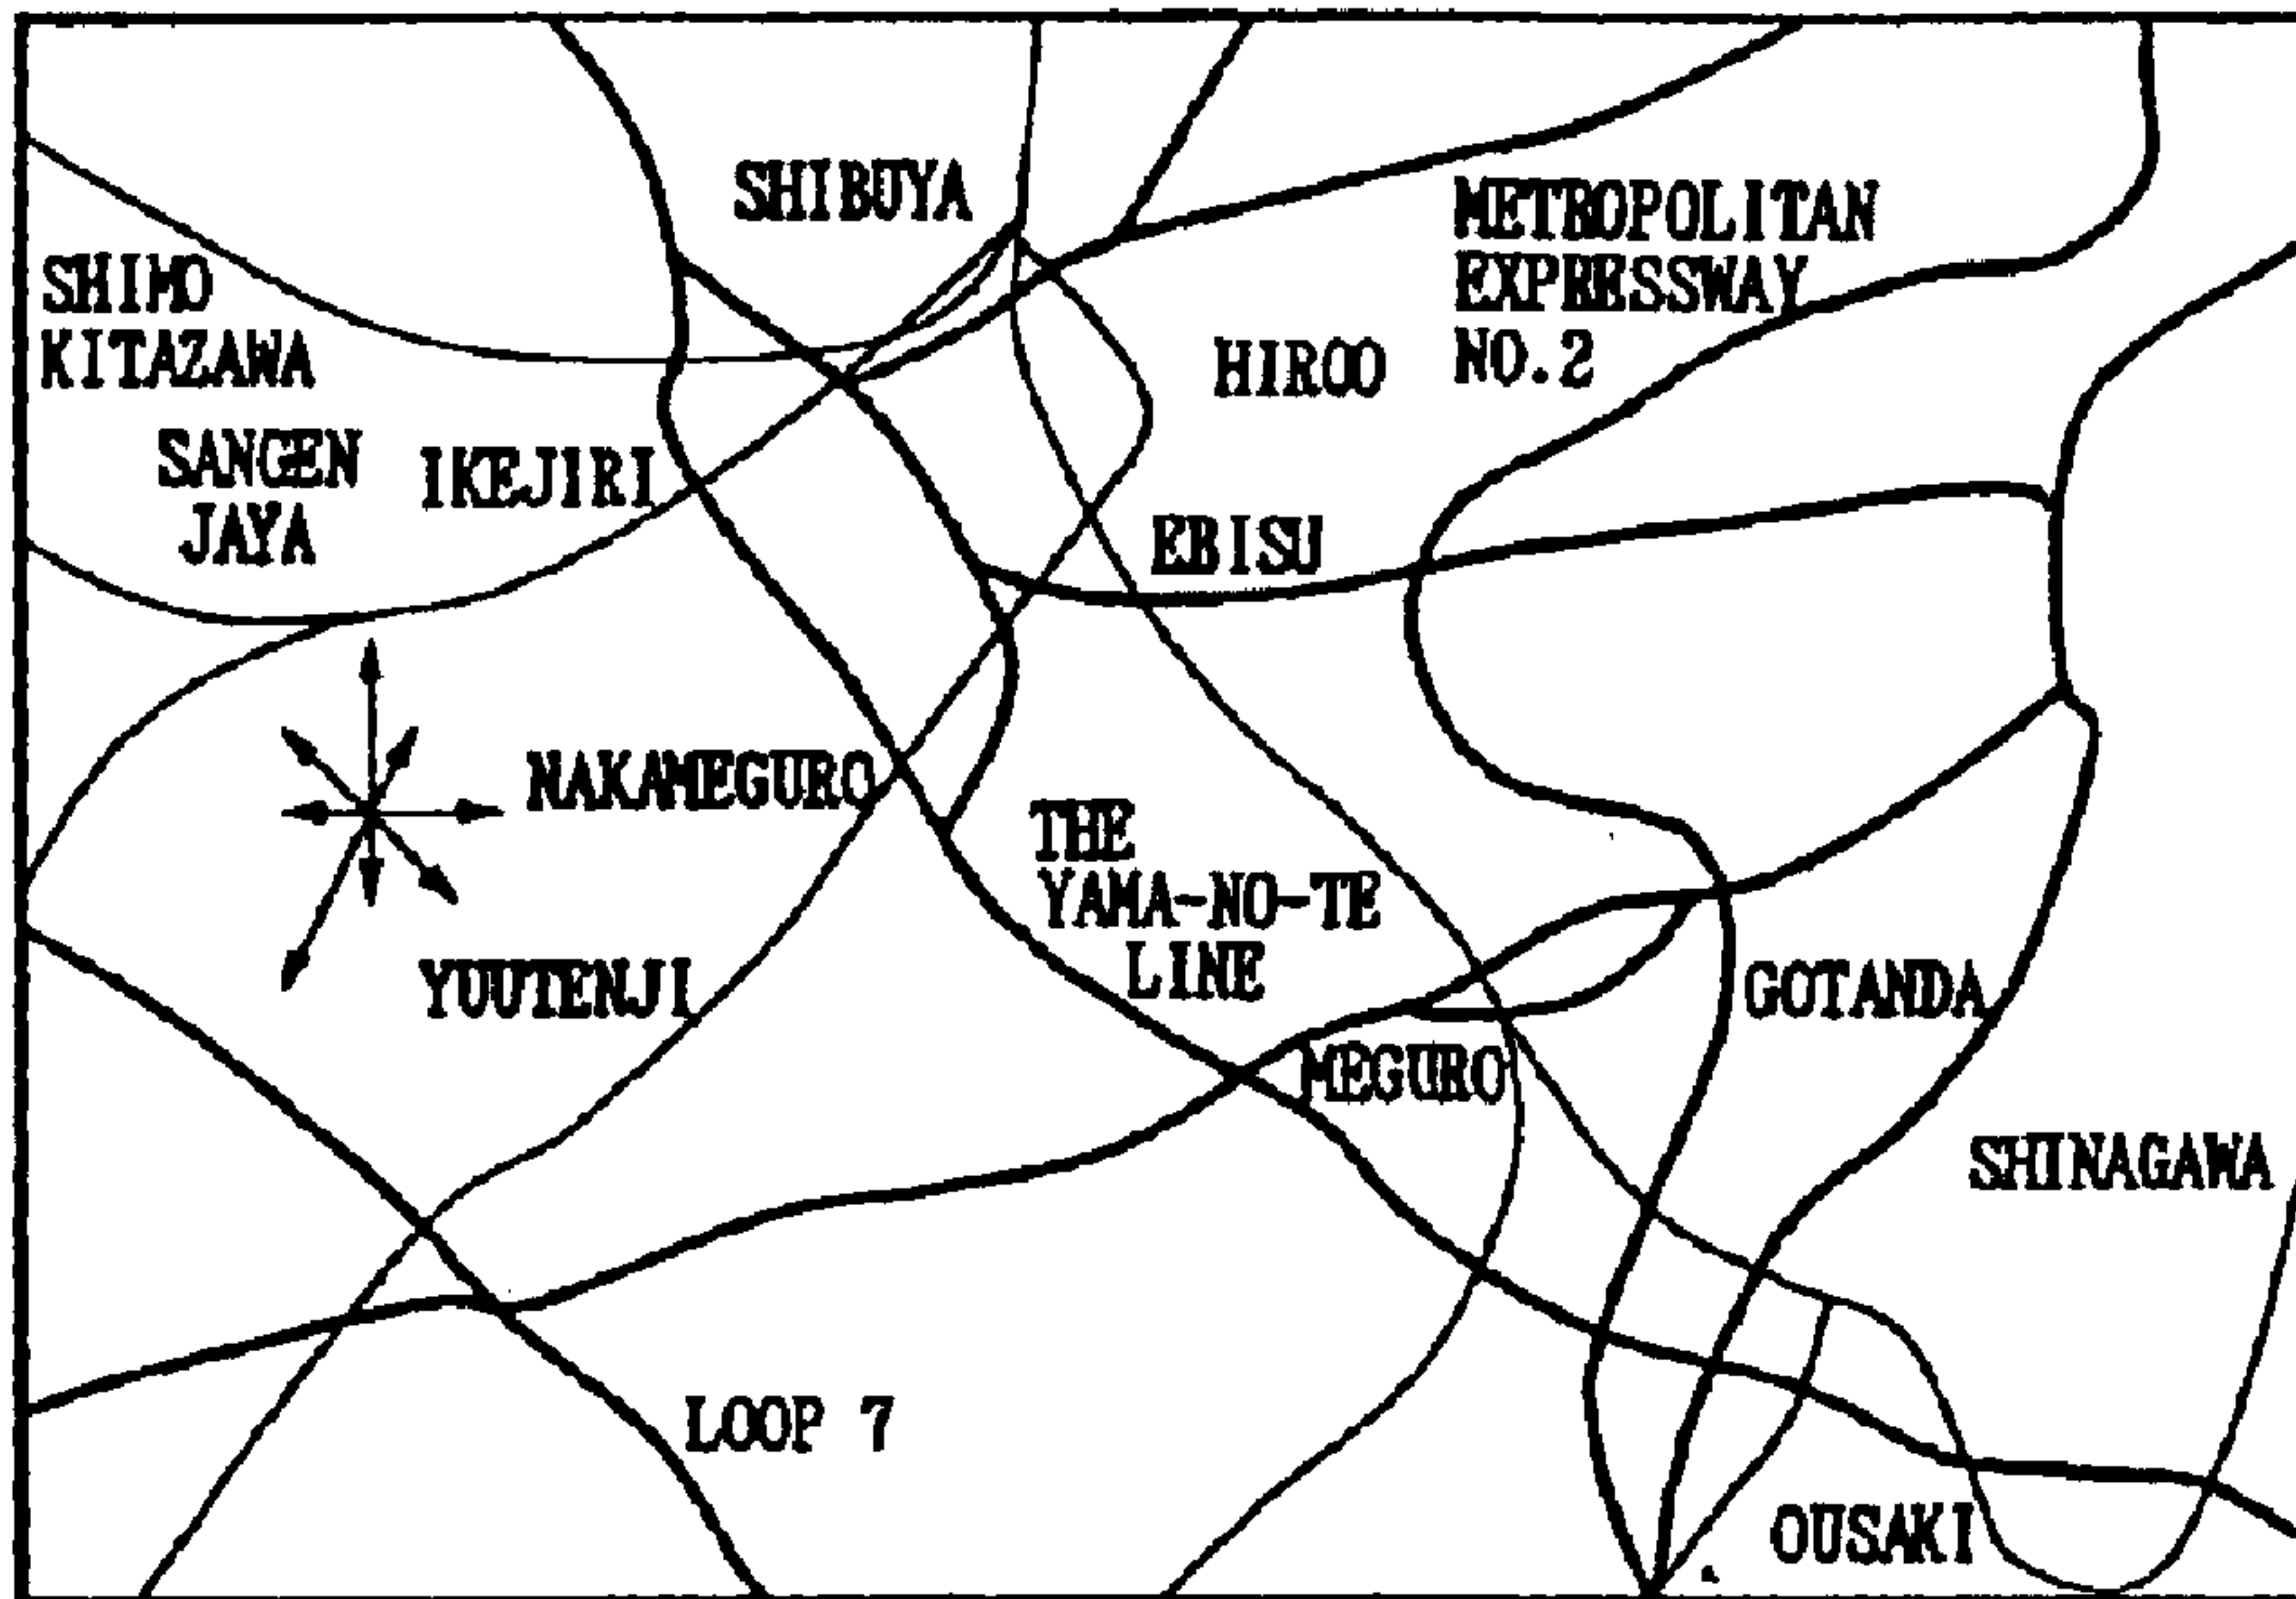 SHIBUYA
METROPOLITAN
EXPRESSWAY
NO.2
SHIMO
KITAZAWA
HIROO
SANGEN
JAYA
IKEJIRI
EBISU
NAKAMEGURO
THE
YAMA-NO-TE
LINE
YUUTENJI
GOTANDA
MEGURO
SHINAGAWA
LOOP 7
OUSAKI